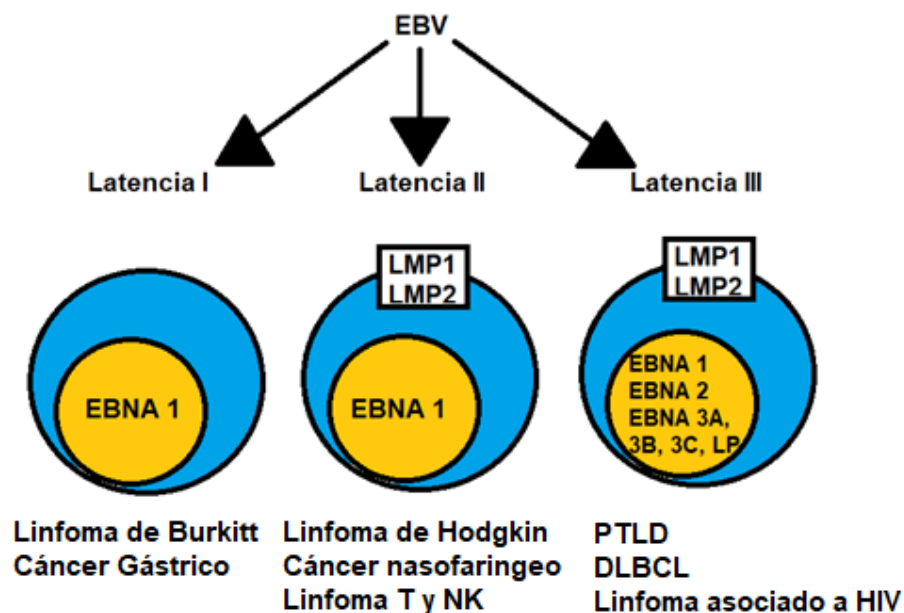 EBV
Latencia I
Latencia II
Latencia III
LMP1
LMP2
LMP1
LMP2
EBNA 1
EBNA 1
EBNA 1
EBNA 2
EBNA 3A,
3B, 3C, LP
Linfoma de Burkitt
Cáncer Gástrico
Linfoma de Hodgkin
Cáncer nasofaringeo
Linfoma T y NK
PTLD
DLBCL
Linfoma asociado a HIV